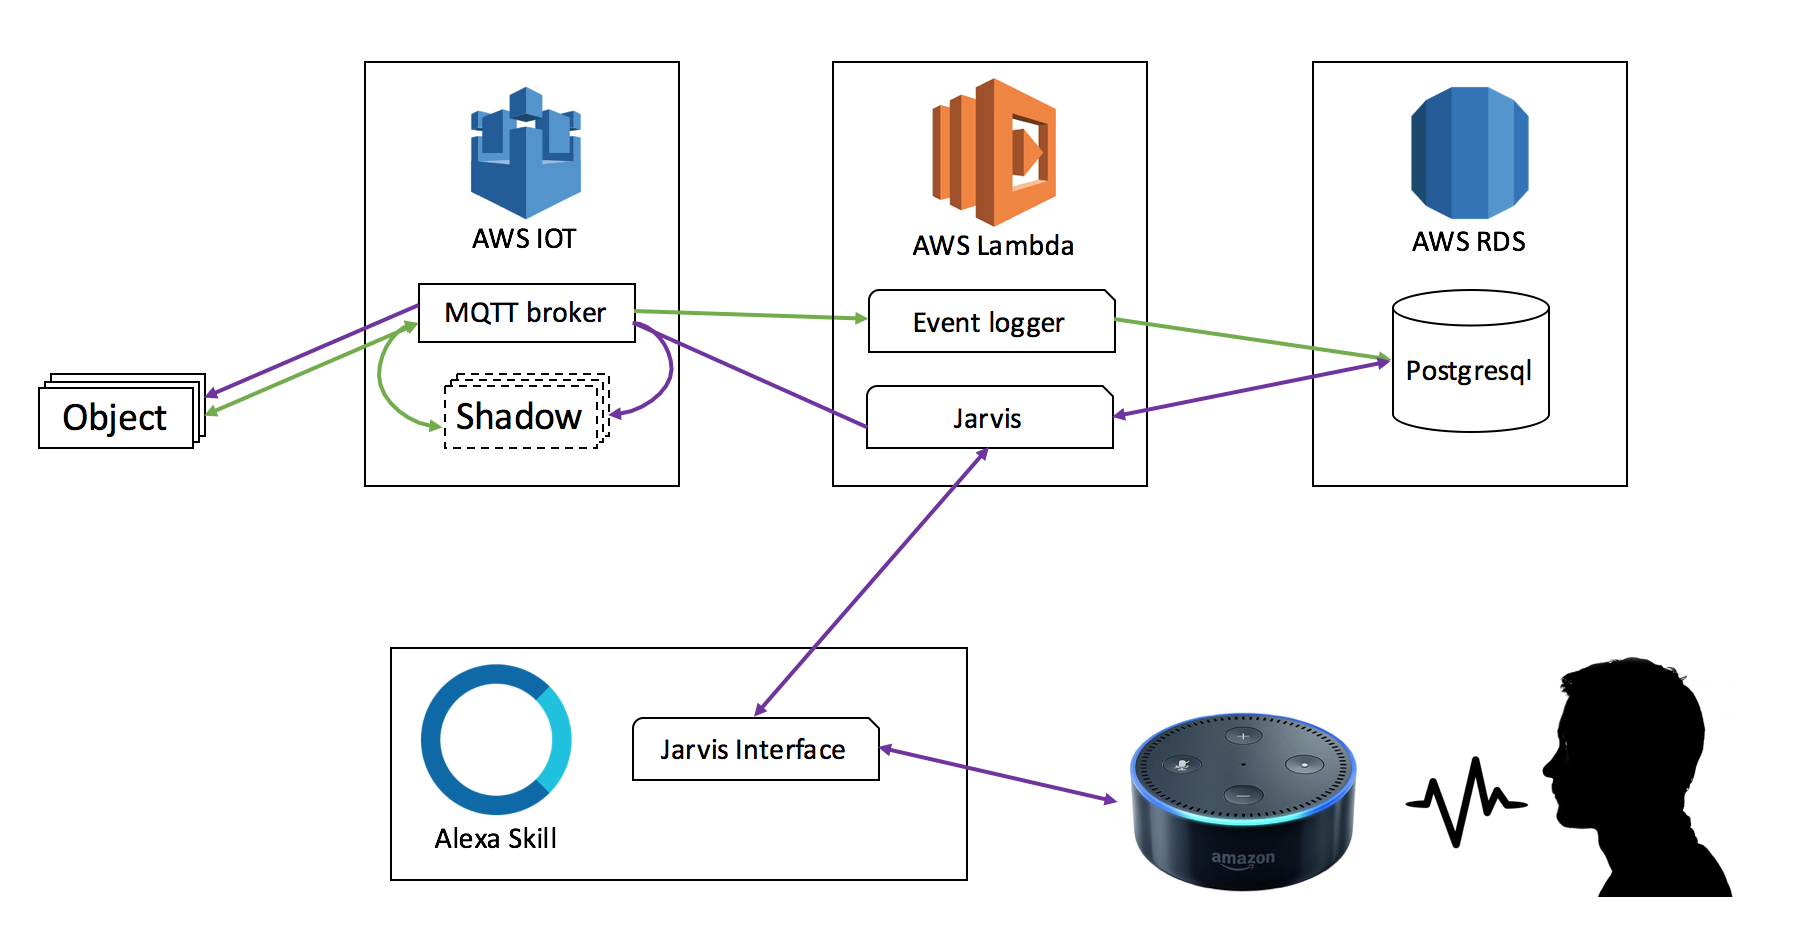 AWS IOT
AWS Lambda
AWS RDS
MQTT broker
Event logger
Postgresql
Object
Shadow
Jarvis
Jarvis Interface
Alexa Skill
amazon